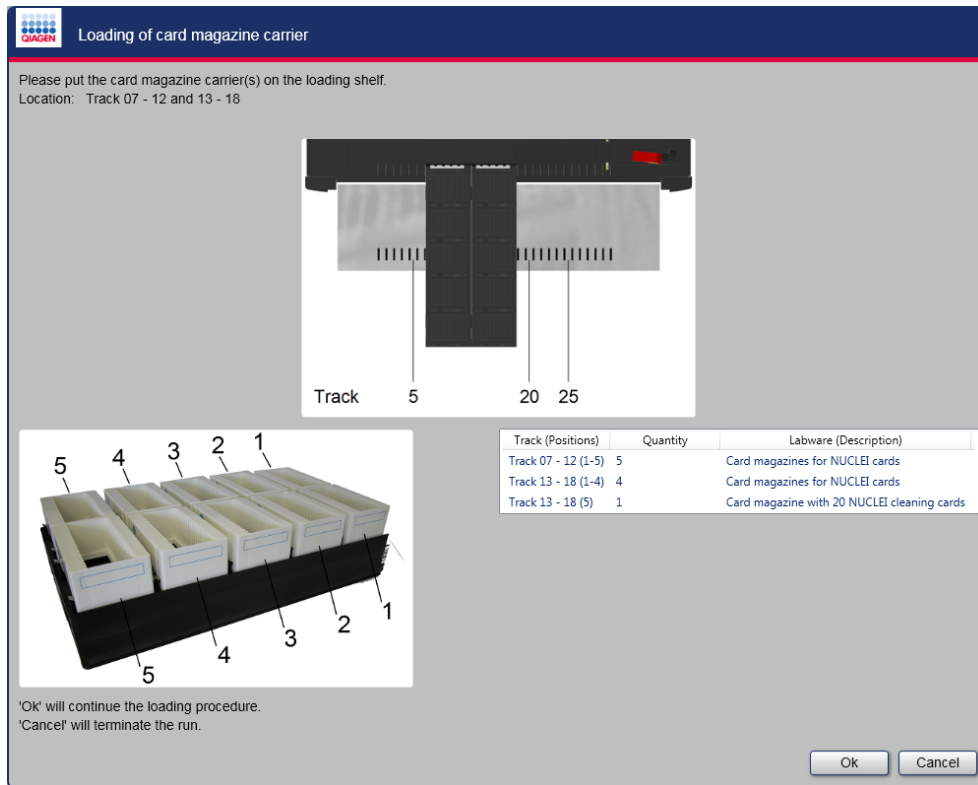 QIAGEN
Loading of card magazine carrier
Please put the card magazine carrier(s) on the loading shelf.
Location: Track 07 - 12 and 13 - 18
Track 5 20 25
5 4 3 2 1
5 4 3 2 1
Track (Positions) Quantity Labware (Description)
Track 07 - 12 (1-5) 5 Card magazines for NUCLEI cards
Track 13 - 18 (1-4) 4 Card magazines for NUCLEI cards
Track 13 - 18 (5) 1 Card magazine with 20 NUCLEI cleaning cards
'Ok' will continue the loading procedure.
'Cancel' will terminate the run.
Ok Cancel